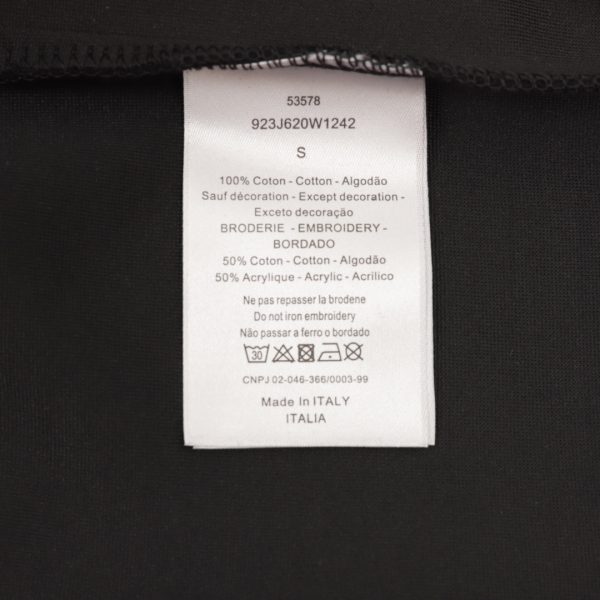 53578
923J620W1242
S
100% Coton - Cotton - Algodão
Sauf décoration - Except decoration -
Exceto decoração
BRODERIE - EMBROIDERY -
BORDADO
50% Coton - Cotton - Algodão
50% Acrylique - Acrylic - Acrilico
Ne pas repasser la brodene
Do not iron embroidery
Não passar a ferro o bordado
30
CNPJ 02-046-366/0003-99
Made In ITALY
ITALIA